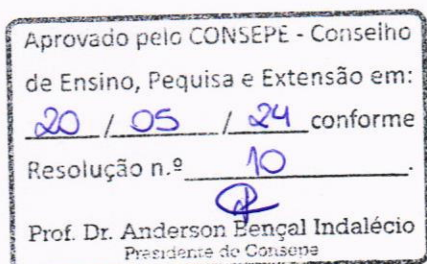 Aprovado pelo CONSEPE - Conselho
de Ensino, Pequisa e Extensão em:
20 / 05 / 24 conforme
Resolução n.º 10.
Prof. Dr. Anderson Bençal Indalécio
Presidente do Consepe